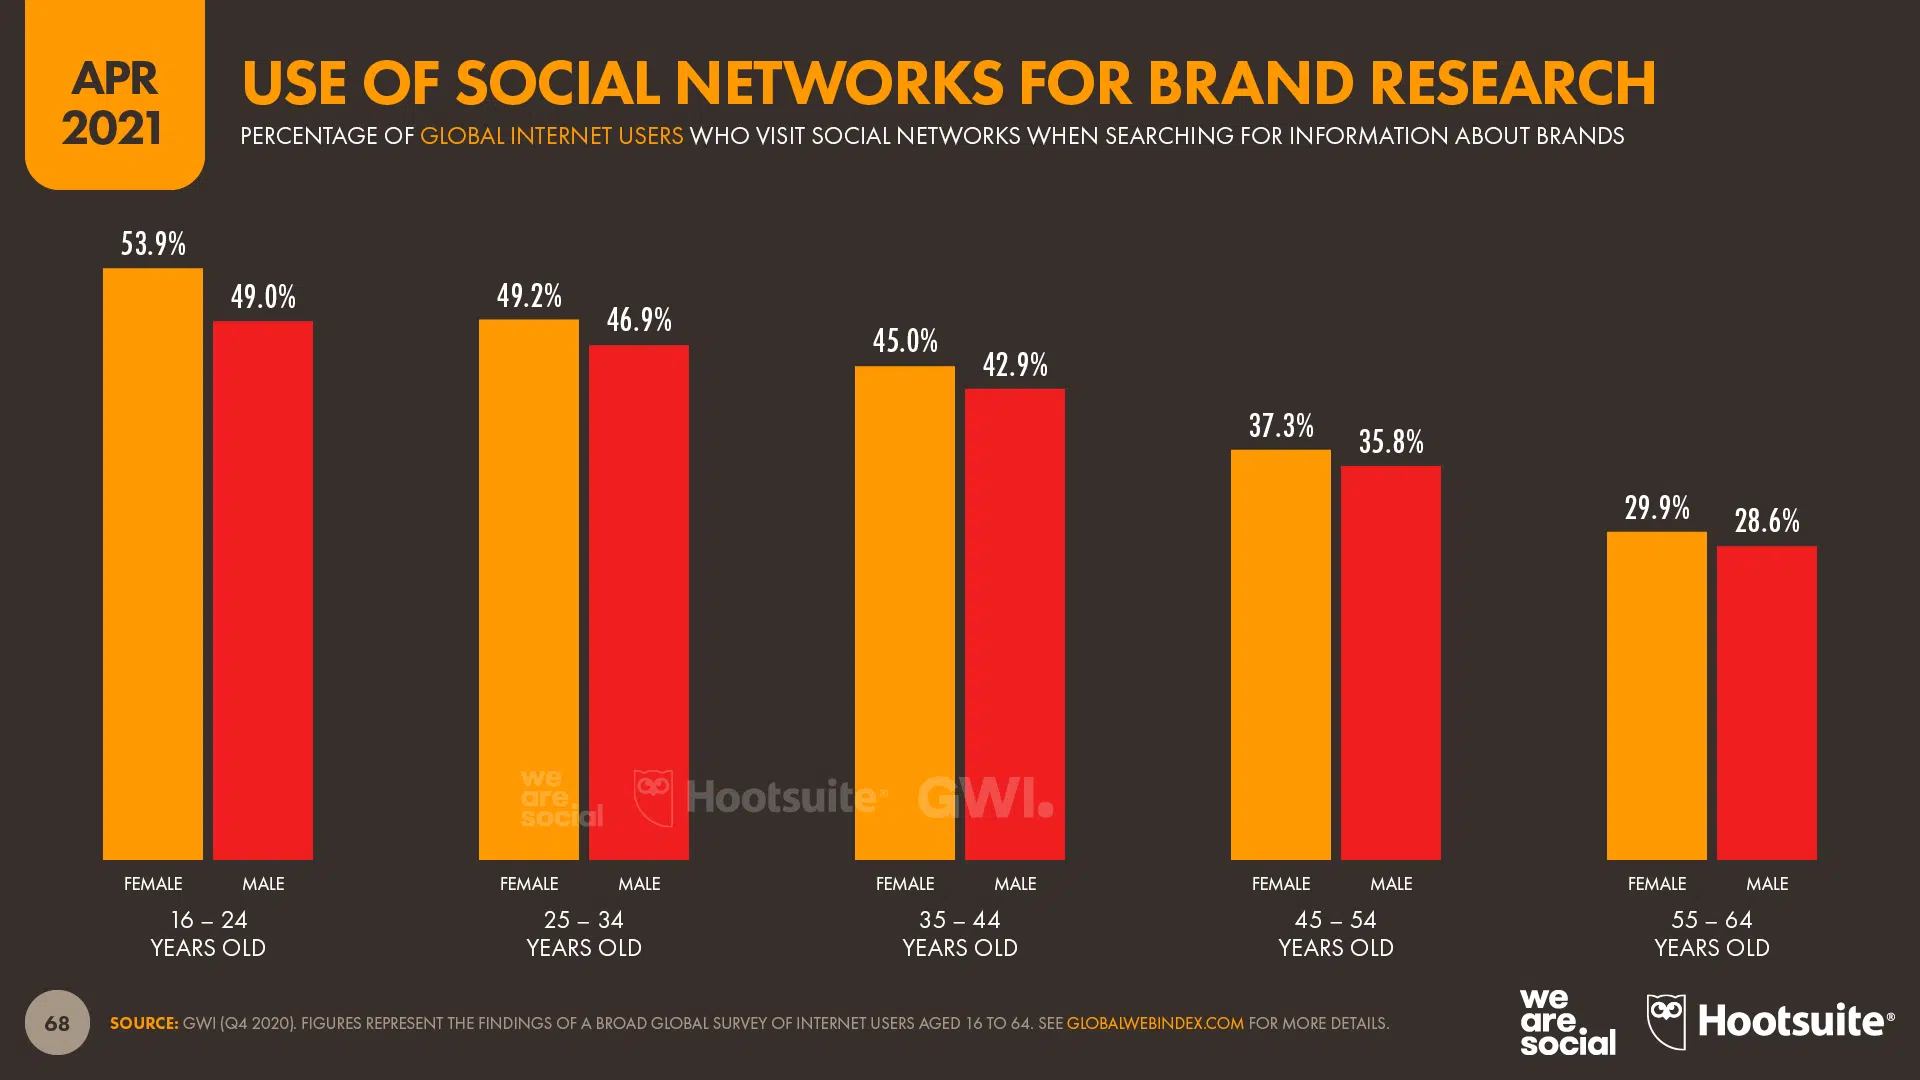 APR
2021
USE OF SOCIAL NETWORKS FOR BRAND RESEARCH
PERCENTAGE OF GLOBAL INTERNET USERS WHO VISIT SOCIAL NETWORKS WHEN SEARCHING FOR INFORMATION ABOUT BRANDS
53.9%
49.0%
49.2%
46.9%
45.0%
42.9%
37.3%
35.8%
29.9%
28.6%
we
are
social
Hootsuite®
GWI.
FEMALE MALE FEMALE MALE FEMALE MALE FEMALE MALE FEMALE MALE
16 – 24
YEARS OLD
25 – 34
YEARS OLD
35 – 44
YEARS OLD
45 – 54
YEARS OLD
55 – 64
YEARS OLD
68
SOURCE: GWI (Q4 2020). FIGURES REPRESENT THE FINDINGS OF A BROAD GLOBAL SURVEY OF INTERNET USERS AGED 16 TO 64. SEE GLOBALWEBINDEX.COM FOR MORE DETAILS.
we
are
social
Hootsuite®